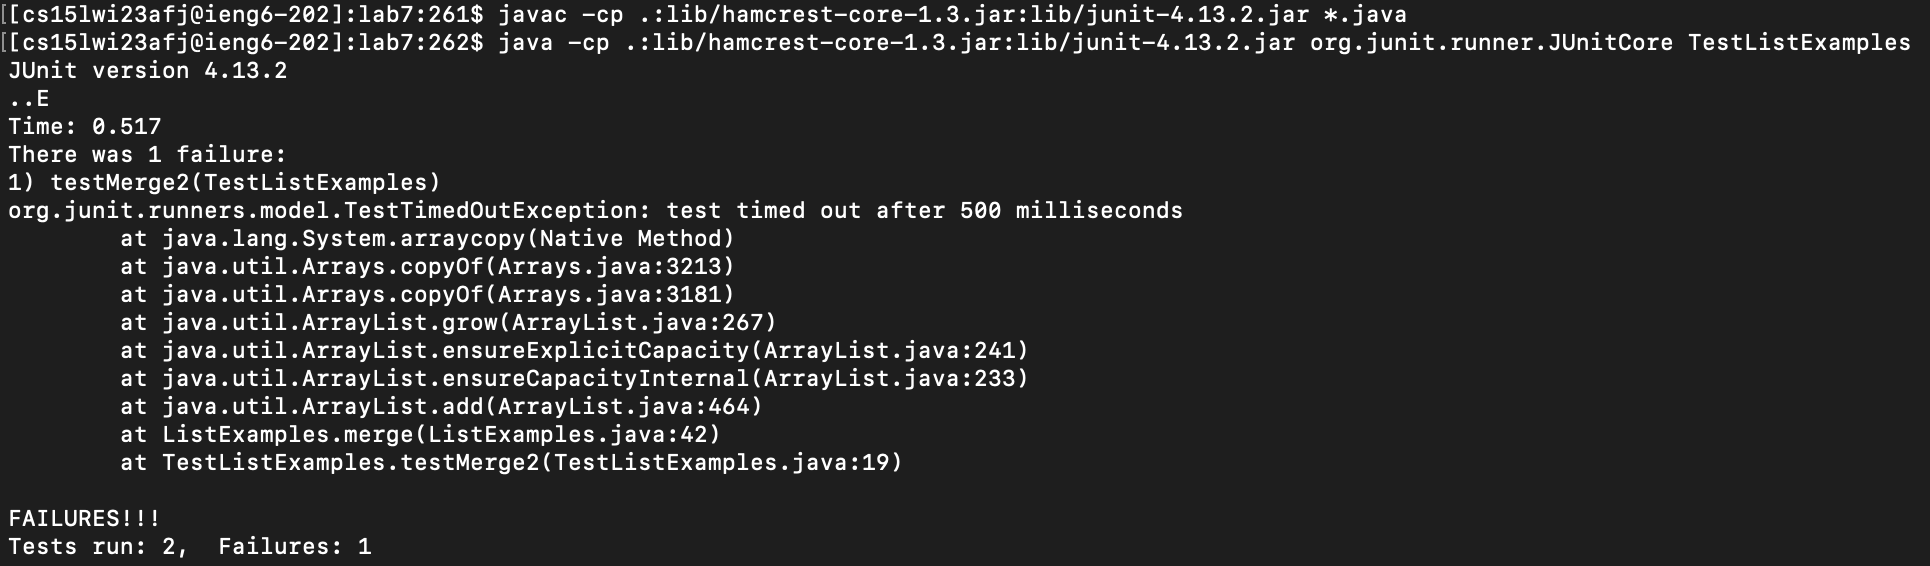 [[cs15lwi23afj@ieng6-202]:lab7:261$ javac -cp .:lib/hamcrest-core-1.3.jar:lib/junit-4.13.2.jar *.java
[[cs15lwi23afj@ieng6-202]:lab7:262$ java -cp .:lib/hamcrest-core-1.3.jar:lib/junit-4.13.2.jar org.junit.runner.JUnitCore TestListExamples
JUnit version 4.13.2
..E
Time: 0.517
There was 1 failure:
1) testMerge2(TestListExamples)
org.junit.runners.model.TestTimedOutException: test timed out after 500 milliseconds
        at java.lang.System.arraycopy(Native Method)
        at java.util.Arrays.copyOf(Arrays.java:3213)
        at java.util.Arrays.copyOf(Arrays.java:3181)
        at java.util.ArrayList.grow(ArrayList.java:267)
        at java.util.ArrayList.ensureExplicitCapacity(ArrayList.java:241)
        at java.util.ArrayList.ensureCapacityInternal(ArrayList.java:233)
        at java.util.ArrayList.add(ArrayList.java:464)
        at ListExamples.merge(ListExamples.java:42)
        at TestListExamples.testMerge2(TestListExamples.java:19)

FAILURES!!!
Tests run: 2,  Failures: 1